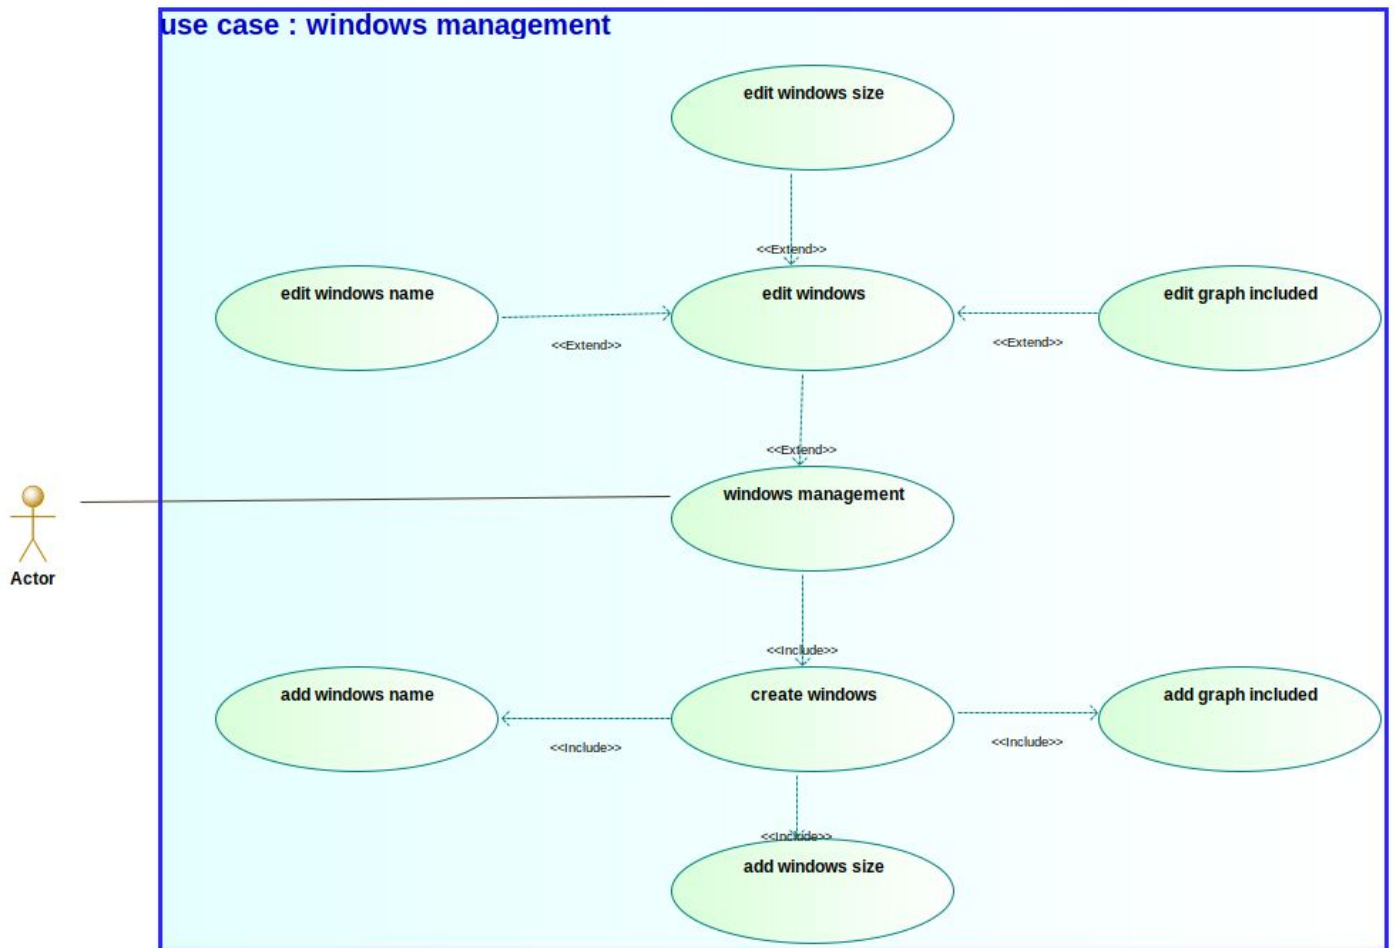 use case : windows management
edit windows size
<<Extend>>
edit windows name
edit windows
edit graph included
<<Extend>>
<<Extend>>
<<Extend>>
windows management
Actor
<<Include>>
add windows name
create windows
add graph included
<<Include>>
<<Include>>
<<Include>>
add windows size